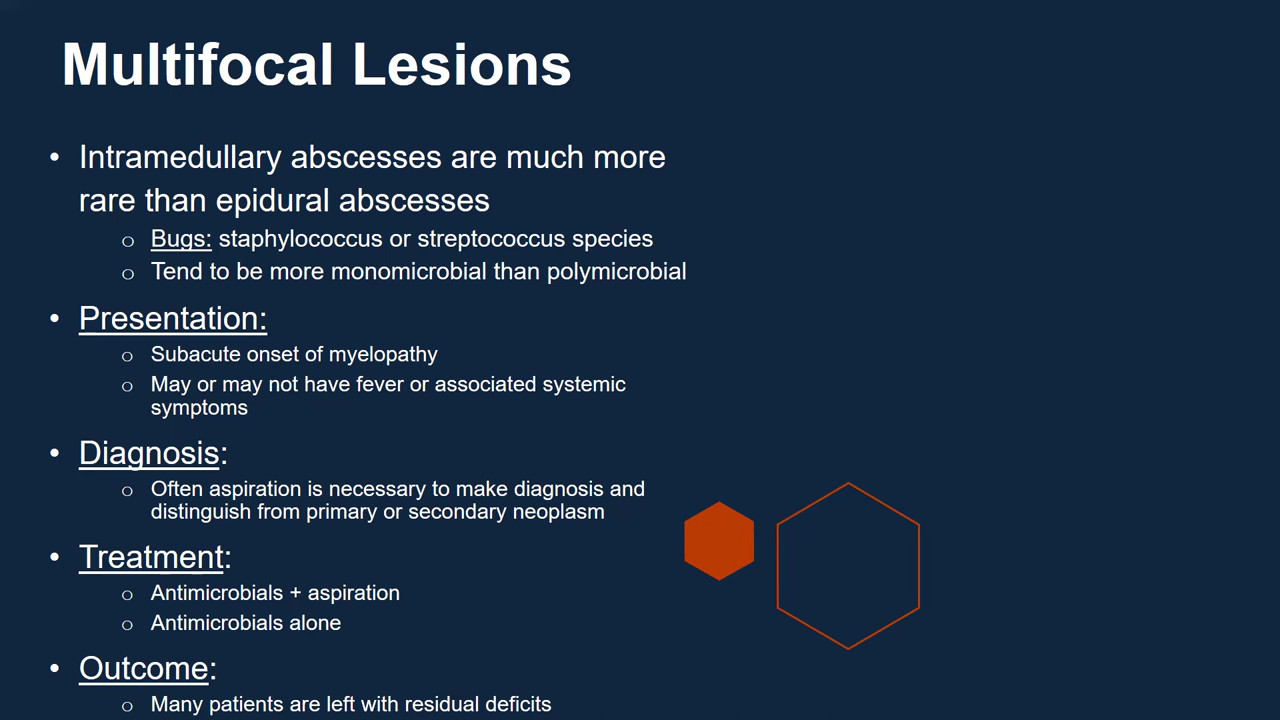 Multifocal Lesions
• Intramedullary abscesses are much more
rare than epidural abscesses
o Bugs: staphylococcus or streptococcus species
o Tend to be more monomicrobial than polymicrobial
• Presentation:
o Subacute onset of myelopathy
o May or may not have fever or associated systemic
symptoms
• Diagnosis:
o Often aspiration is necessary to make diagnosis and
distinguish from primary or secondary neoplasm
• Treatment:
o Antimicrobials + aspiration
o Antimicrobials alone
• Outcome:
o Many patients are left with residual deficits